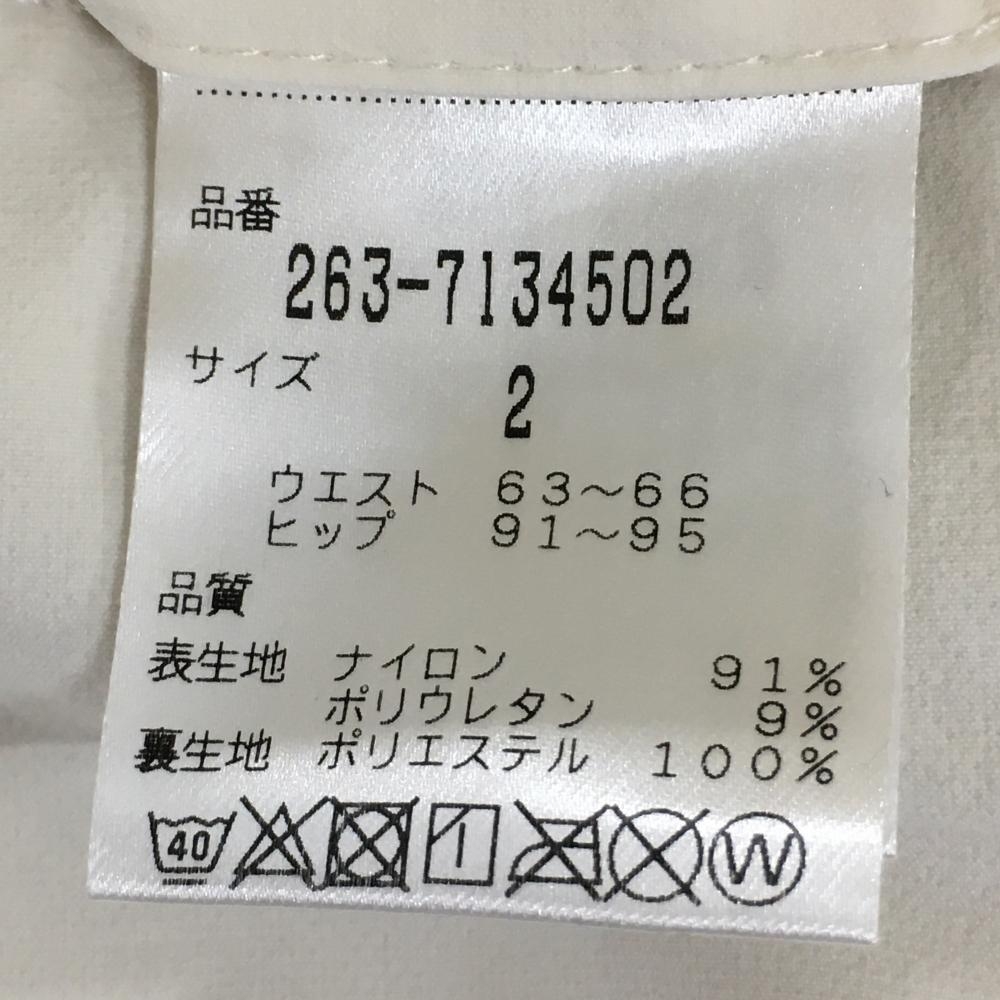 品番
263-7134502
サイズ
2
ウエスト 63～66
ヒップ 91～95
品質
表生地 ナイロン 91%
ポリウレタン 9%
裏生地 ポリエステル 100%
40 W